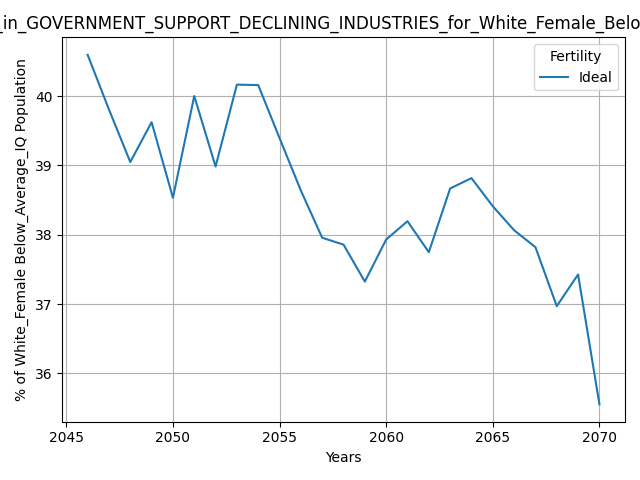 _in_GOVERNMENT_SUPPORT_DECLINING_INDUSTRIES_for_White_Female_Belo
Fertility
Ideal
% of White_Female Below_Average_IQ Population
40
39
38
37
36
2045 2050 2055 2060 2065 2070
Years